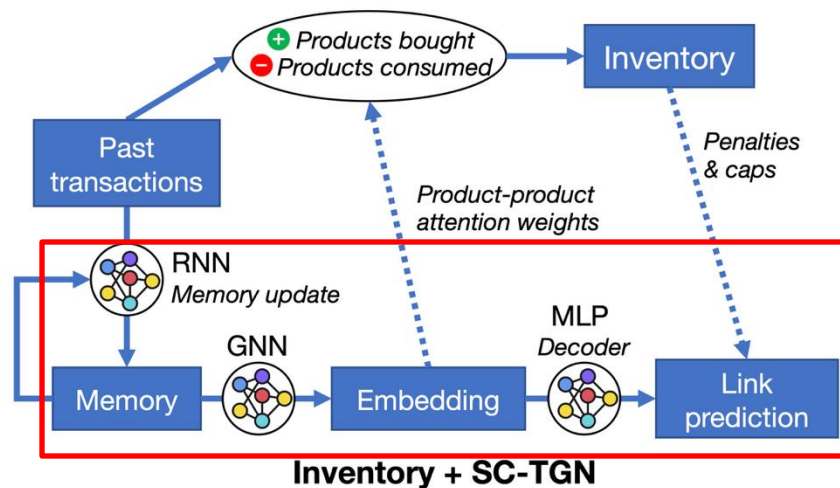 + Products bought
− Products consumed
Inventory
Past
transactions
Penalties
& caps
Product-product
attention weights
RNN
Memory update
GNN
MLP
Decoder
Memory
Embedding
Link
prediction
Inventory + SC-TGN